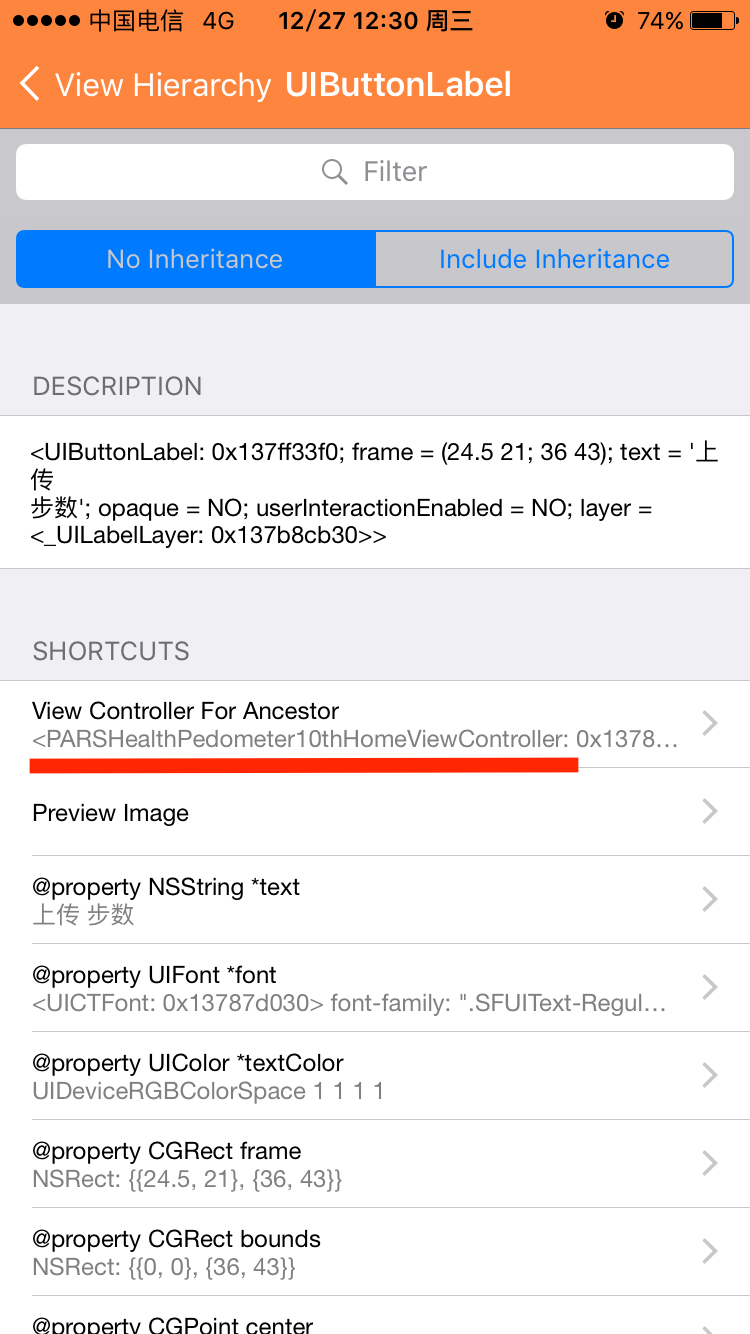 中国电信 4G 12/27 12:30 周三 74%
View Hierarchy UIButtonLabel
Filter
No Inheritance Include Inheritance
DESCRIPTION
<UIButtonLabel: 0x137ff33f0; frame = (24.5 21; 36 43); text = '上
传
步数'; opaque = NO; userInteractionEnabled = NO; layer =
<_UILabelLayer: 0x137b8cb30>>
SHORTCUTS
View Controller For Ancestor
<PARSHealthPedometer10thHomeViewController: 0x1378...
Preview Image
@property NSString *text
上传 步数
@property UIFont *font
<UICTFont: 0x13787d030> font-family: ".SFUIText-Regul...
@property UIColor *textColor
UIDeviceRGBColorSpace 1 1 1 1
@property CGRect frame
NSRect: {{24.5, 21}, {36, 43}}
@property CGRect bounds
NSRect: {{0, 0}, {36, 43}}
@property CGPoint center